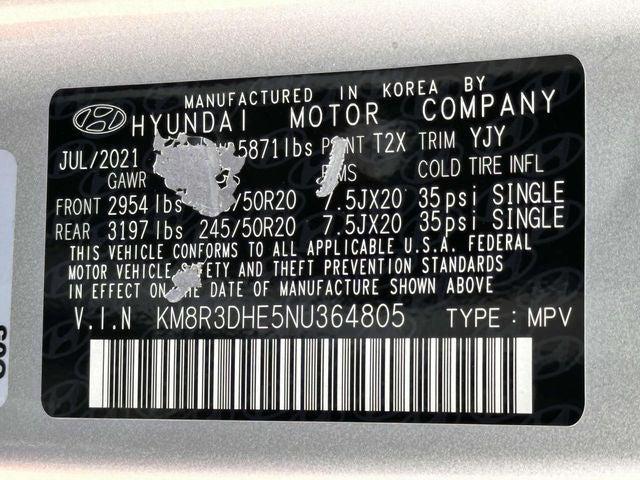 MANUFACTURED IN KOREA BY
HYUNDAI MOTOR COMPANY
JUL/2021 5871lbs T2X TRIM YJY
GAWR COLD TIRE INFL
FRONT 2954 lbs /50R20 7.5JX20 35psi SINGLE
REAR 3197 lbs 245/50R20 7.5JX20 35psi SINGLE
THIS VEHICLE CONFORMS TO ALL APPLICABLE U.S.A. FEDERAL
MOTOR VEHICLE AND THEFT PREVENTION STANDARDS
IN EFFECT ON THE DATE OF MANUFACTURE SHOWN ABOVE
V.I.N KM8R3DHE5NU364805 TYPE : MPV